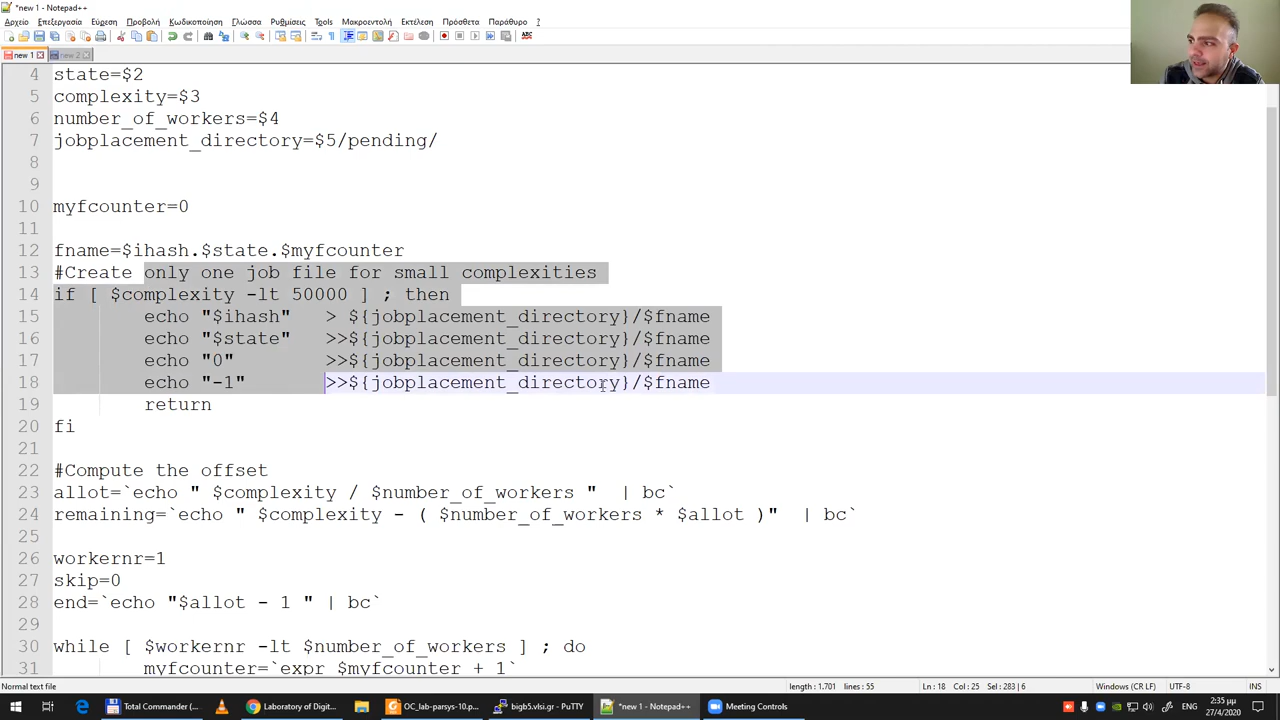 *new 1 - Notepad++
Αρχείο Επεξεργασία Εύρεση Προβολή Κωδικοποίηση Γλώσσα Ρυθμίσεις Tools Μακροεντολή Εκτέλεση Πρόσθετα Παράθυρο ?
new 1 new 2
4 state=$2
5 complexity=$3
6 number_of_workers=$4
7 jobplacement_directory=$5/pending/
8
9
10 myfcounter=0
11
12 fname=$ihash.$state.$myfcounter
13 #Create only one job file for small complexities
14 if [ $complexity -lt 50000 ] ; then
15 echo "$ihash" > ${jobplacement_directory}/$fname
16 echo "$state" >>${jobplacement_directory}/$fname
17 echo "0" >>${jobplacement_directory}/$fname
18 echo "-1" >>${jobplacement_directory}/$fname
19 return
20 fi
21
22 #Compute the offset
23 allot=`echo " $complexity / $number_of_workers " | bc`
24 remaining=`echo " $complexity - ( $number_of_workers * $allot )" | bc`
25
26 workernr=1
27 skip=0
28 end=`echo "$allot - 1 " | bc`
29
30 while [ $workernr -lt $number_of_workers ] ; do
31 myfcounter=`expr $myfcounter + 1`
Normal text file length : 1.701 lines : 55 Ln : 18 Col : 25 Sel : 283 | 6 Windows (CR LF) UTF-8 INS
Total Commander (... Laboratory of Digit... OC_lab-parsys-10.p... bigb5.vlsi.gr - PuTTY *new 1 - Notepad++ Meeting Controls 2:35 μμ
27/4/2020